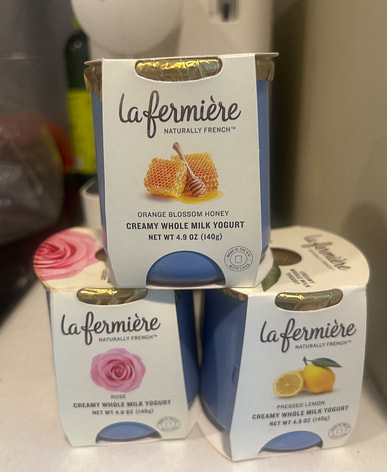 la fermière
NATURALLY FRENCH™
ORANGE BLOSSOM HONEY
CREAMY WHOLE MILK YOGURT
NET WT 4.9 OZ (140g)
la fermière
NATURALLY FRENCH™
ROSE
CREAMY WHOLE MILK YOGURT
NET WT 4.9 OZ (140g)
la fermière
la fermière
NATURALLY FRENCH™
PRESSED LEMON
CREAMY WHOLE MILK YOGURT
NET WT 4.9 OZ (140g)